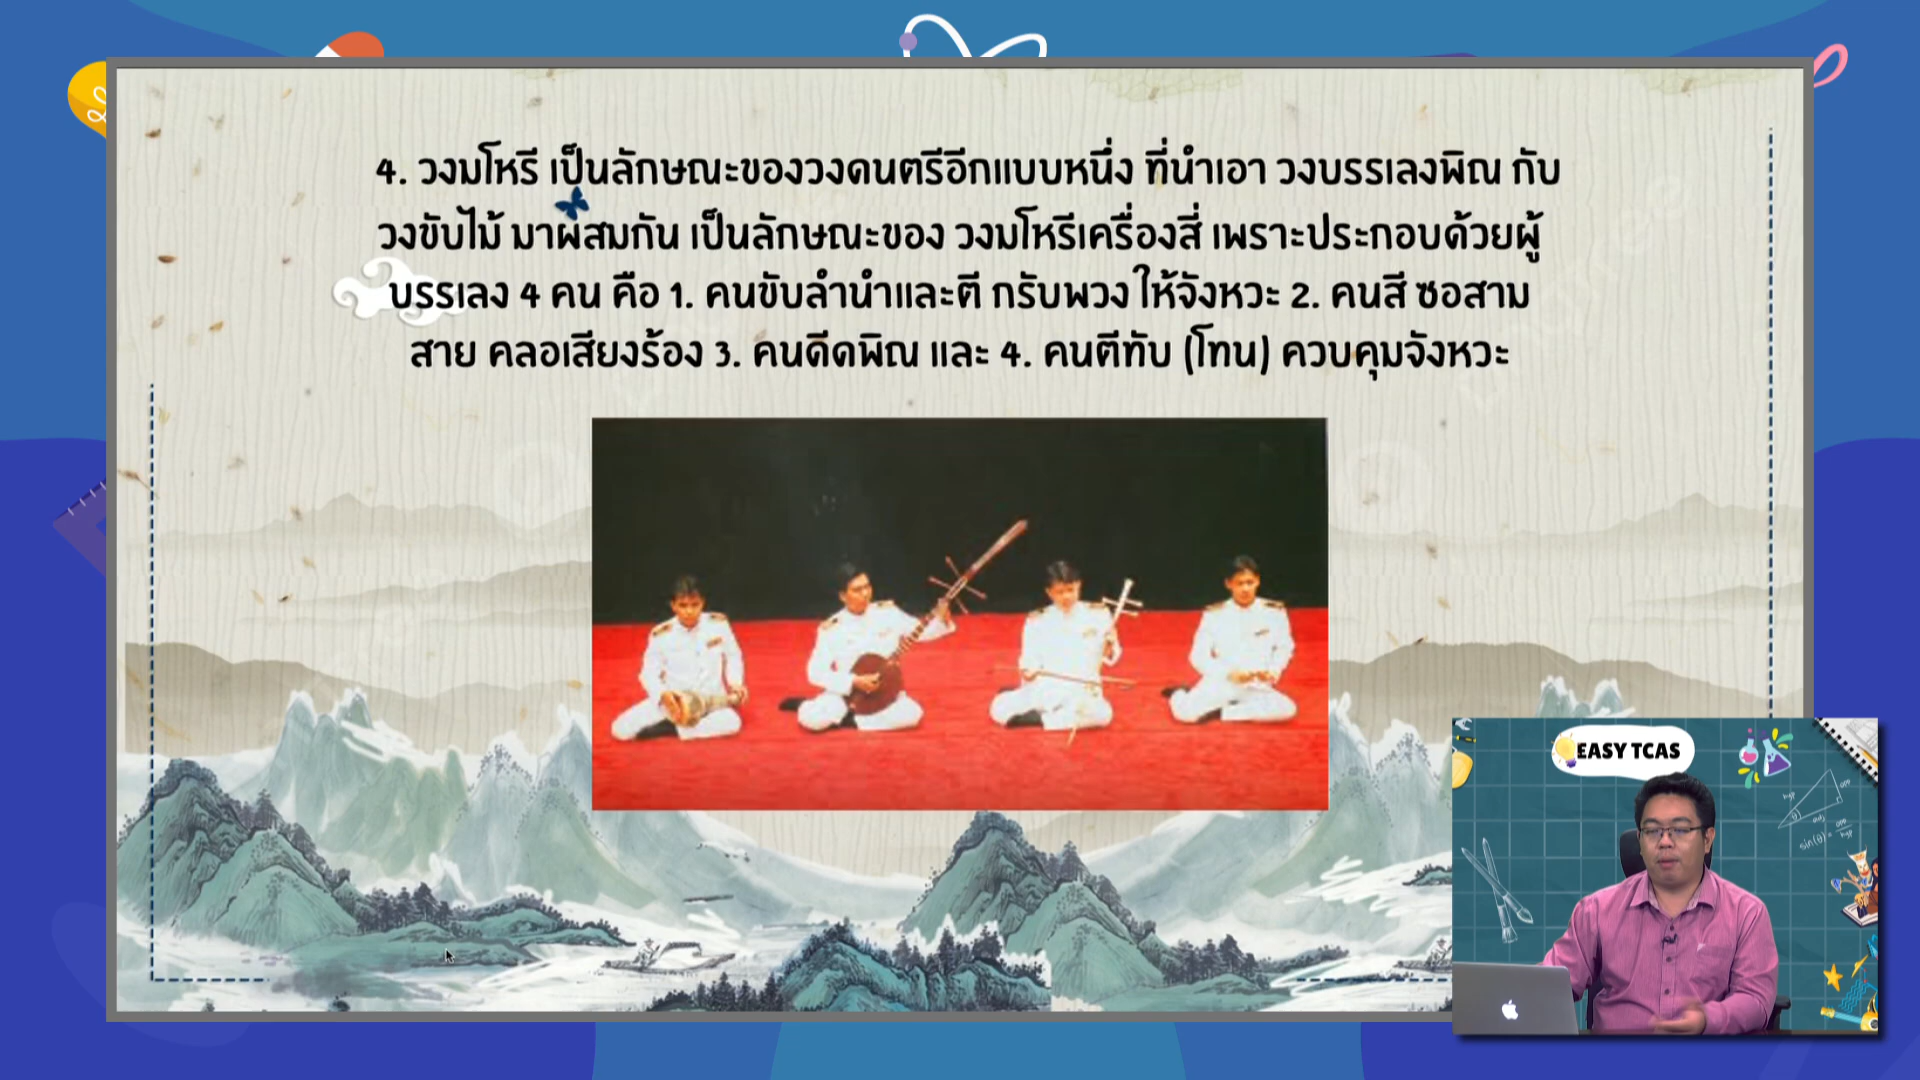 4. วงมโหรี เป็นลักษณะของวงดนตรีอีกแบบหนึ่ง ที่นำเอา วงบรรเลงพิณ กับ
วงขับไม้ มาผสมกัน เป็นลักษณะของ วงมโหรีเครื่องสี่ เพราะประกอบด้วยผู้
บรรเลง 4 คน คือ 1. คนขับลำนำและตี กรับพวง ให้จังหวะ 2. คนสี ซอสาม
สาย คลอเสียงร้อง 3. คนดีดพิณ และ 4. คนตีทับ (โทน) ควบคุมจังหวะ
EASY TCAS
hyp
opp
adj
sin(θ) = opp/hyp